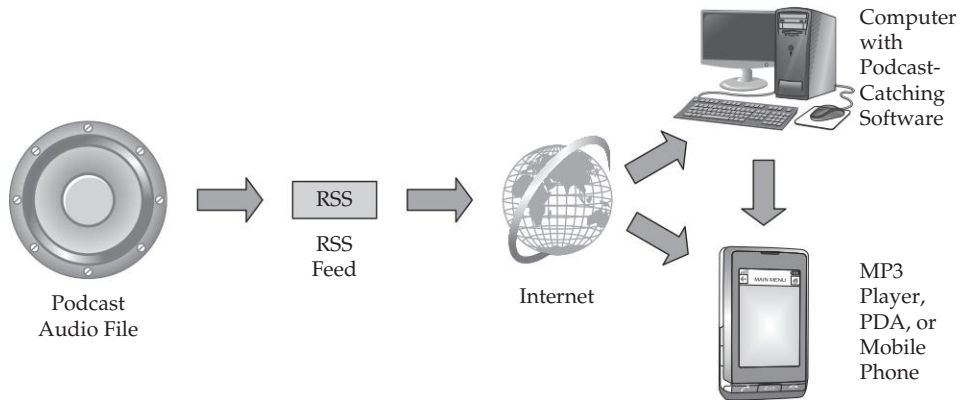 Computer
with
Podcast-
Catching
Software
RSS
RSS
Feed
Podcast
Audio File
Internet
MAIN MENU
MP3
Player,
PDA, or
Mobile
Phone